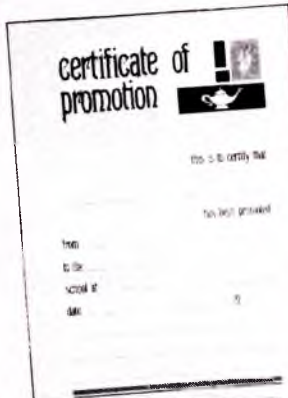 certificate of
promotion
this is to certify that
has been promoted
from
to the
school at
date